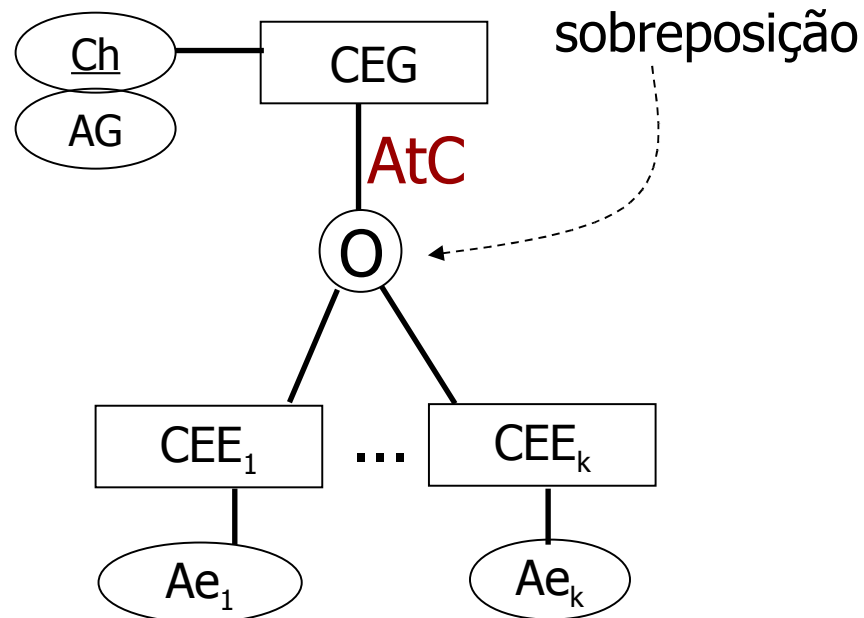 sobreposição
Ch
CEG
AG
AtC
O
CEE₁
...
CEEₖ
Ae₁
Aeₖ